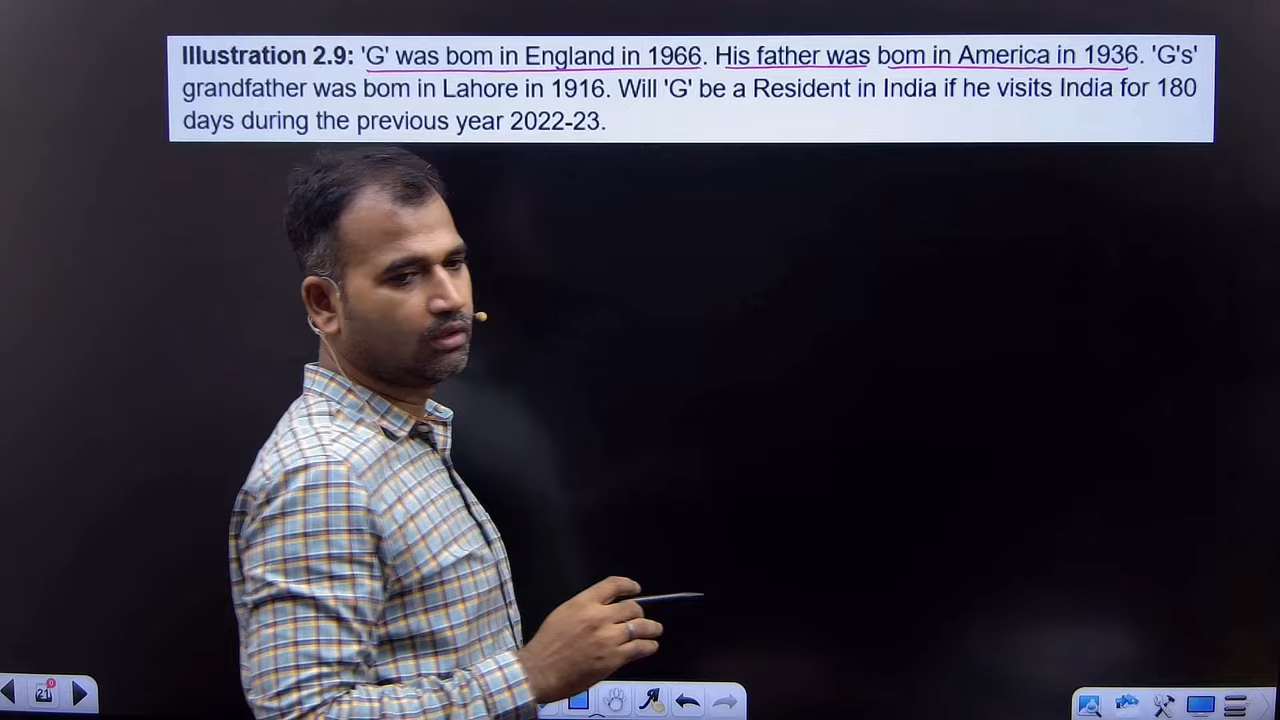 Illustration 2.9: 'G' was bom in England in 1966. His father was bom in America in 1936. 'G's'
grandfather was bom in Lahore in 1916. Will 'G' be a Resident in India if he visits India for 180
days during the previous year 2022-23.
21